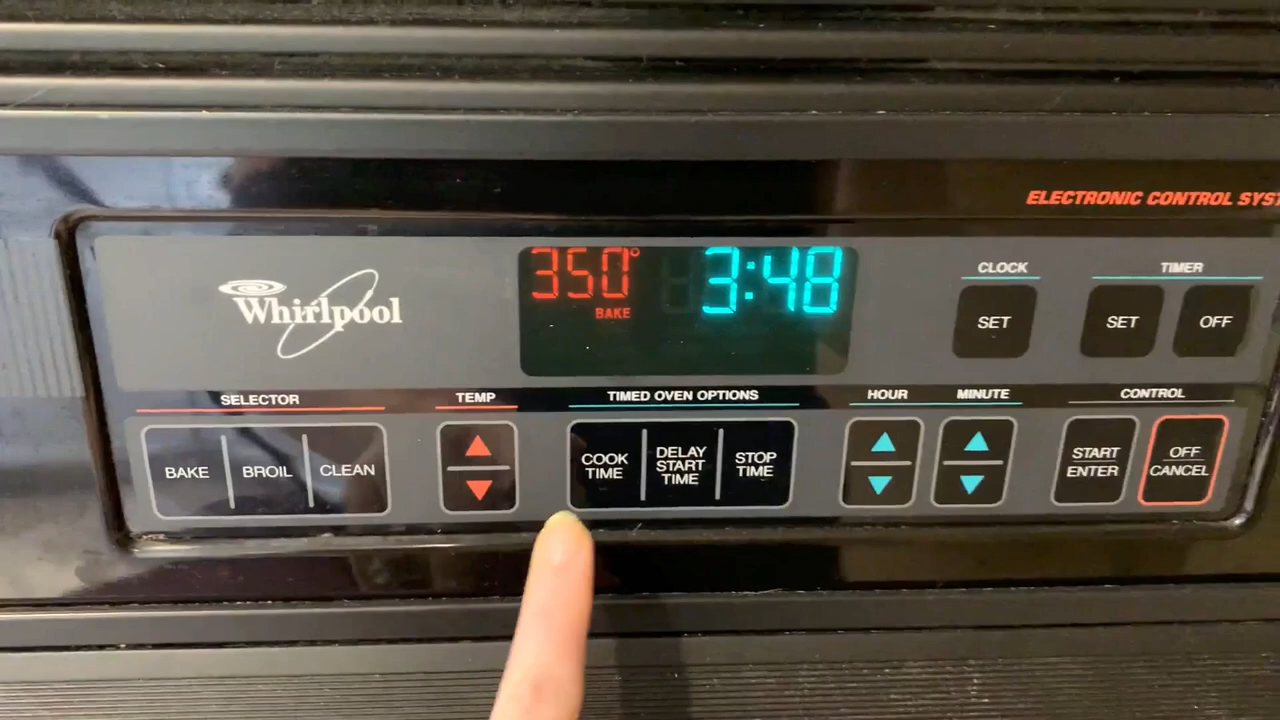 ELECTRONIC CONTROL SYST
350° 3:48
BAKE
Whirlpool
CLOCK TIMER
SET SET OFF
SELECTOR TEMP TIMED OVEN OPTIONS HOUR MINUTE CONTROL
BAKE BROIL CLEAN
COOK TIME
DELAY START TIME
STOP TIME
START ENTER
OFF CANCEL